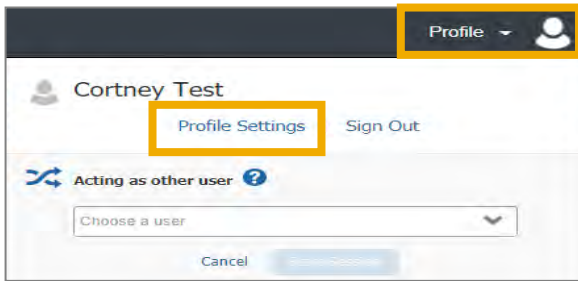 Profile
Cortney Test
Profile Settings Sign Out
Acting as other user ?
Choose a user
Cancel